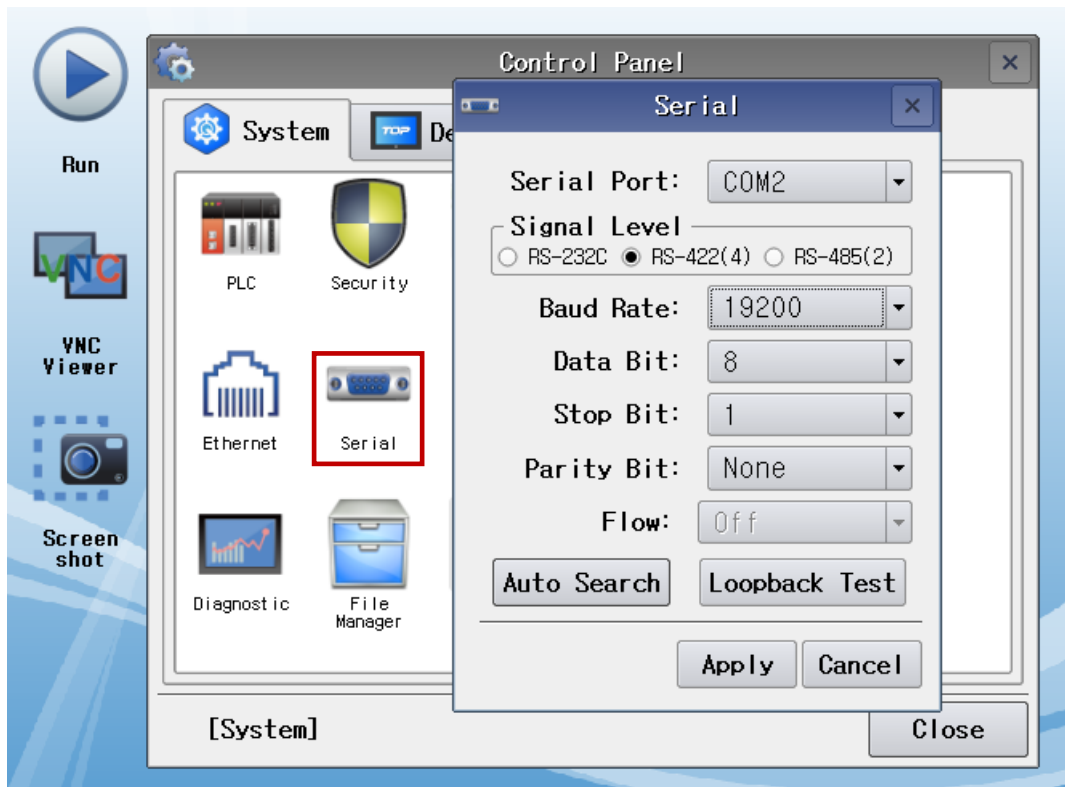 Run
VNC
Viewer
Screen
shot
Control Panel
System
TOP
De
PLC
Security
Ethernet
Serial
Diagnostic
File
Manager
[System]
Close
Serial
Serial Port: COM2
Signal Level
RS-232C RS-422(4) RS-485(2)
Baud Rate: 19200
Data Bit: 8
Stop Bit: 1
Parity Bit: None
Flow: Off
Auto Search Loopback Test
Apply Cancel